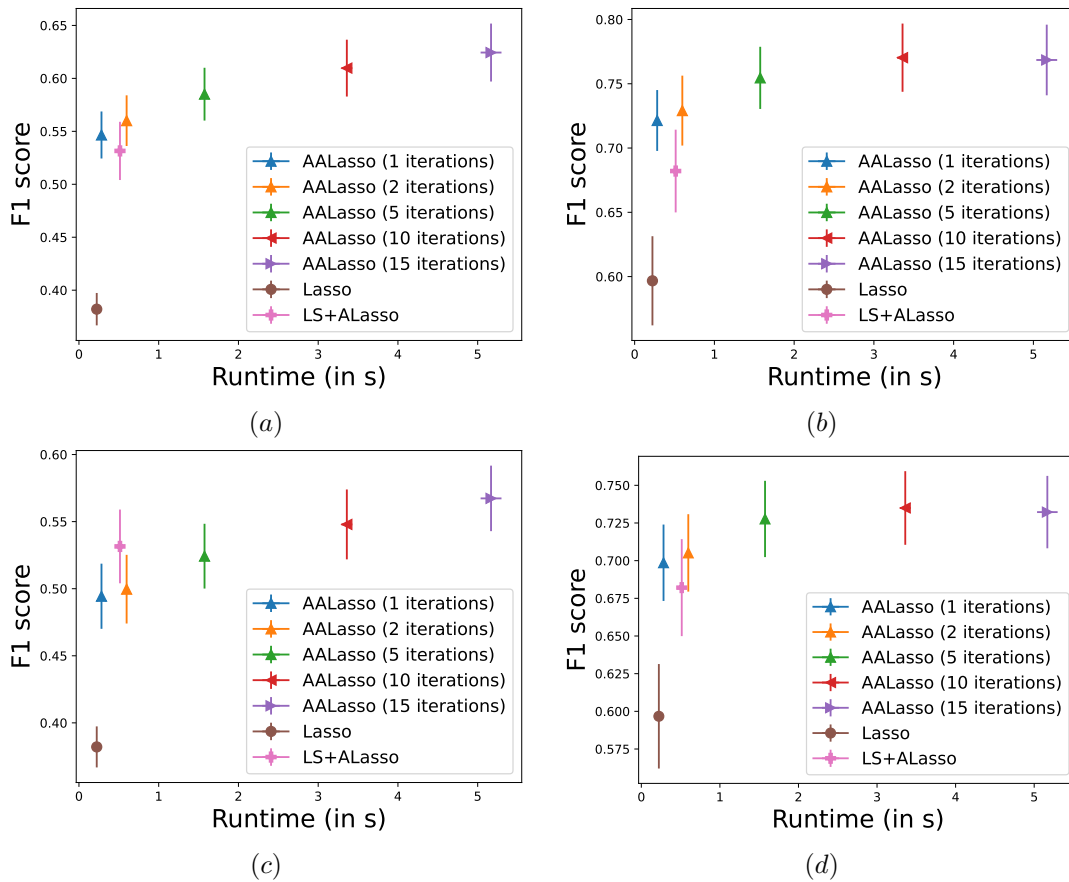 0.65
0.60
0.55
0.50
0.45
0.40
F1 score
AALasso (1 iterations)
AALasso (2 iterations)
AALasso (5 iterations)
AALasso (10 iterations)
AALasso (15 iterations)
Lasso
LS+ALasso
0 1 2 3 4 5
Runtime (in s)
(a)
0.80
0.75
0.70
0.65
0.60
F1 score
AALasso (1 iterations)
AALasso (2 iterations)
AALasso (5 iterations)
AALasso (10 iterations)
AALasso (15 iterations)
Lasso
LS+ALasso
0 1 2 3 4 5
Runtime (in s)
(b)
0.60
0.55
0.50
0.45
0.40
F1 score
AALasso (1 iterations)
AALasso (2 iterations)
AALasso (5 iterations)
AALasso (10 iterations)
AALasso (15 iterations)
Lasso
LS+ALasso
0 1 2 3 4 5
Runtime (in s)
(c)
0.750
0.725
0.700
0.675
0.650
0.625
0.600
0.575
F1 score
AALasso (1 iterations)
AALasso (2 iterations)
AALasso (5 iterations)
AALasso (10 iterations)
AALasso (15 iterations)
Lasso
LS+ALasso
0 1 2 3 4 5
Runtime (in s)
(d)